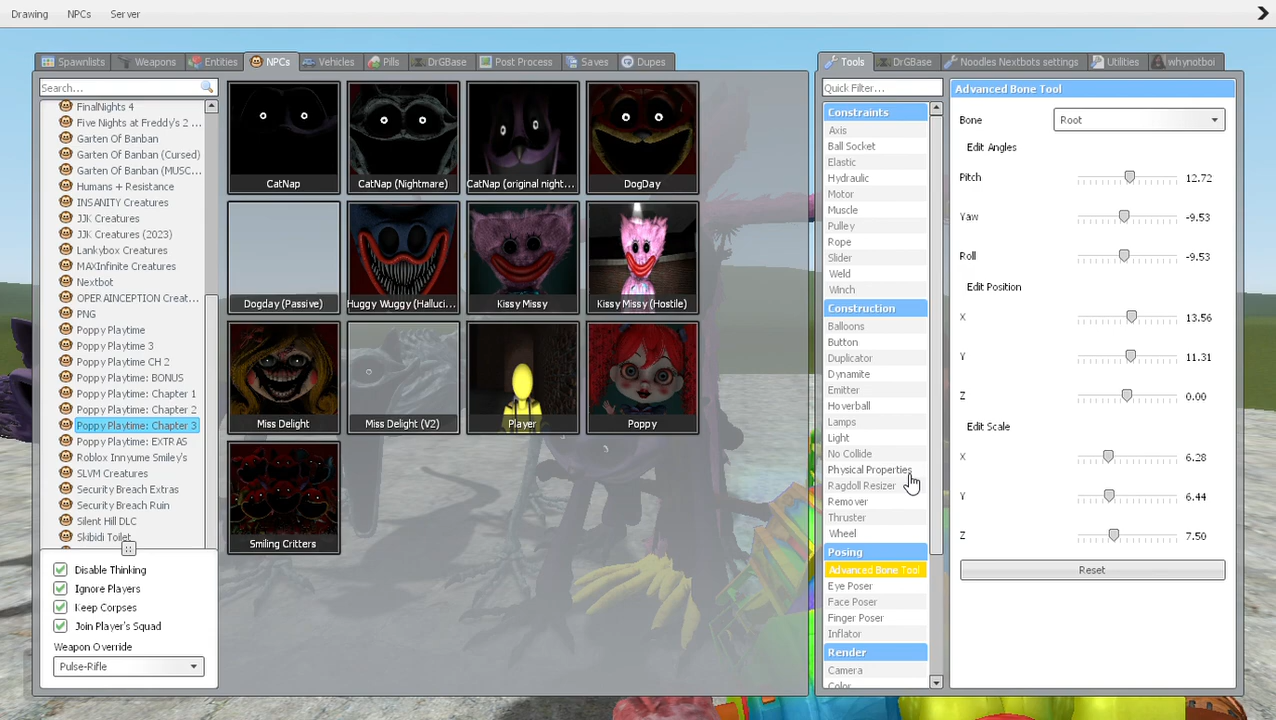 Drawing NPCs Server
Spawnlists Weapons Entities NPCs Vehicles Pills DrGBase Post Process Saves Dupes
Search...
FinalNights 4
Five Nights at Freddy's 2 ...
Garten Of Banban
Garten Of Banban (Cursed)
Garten Of Banban (MUSC...
Humans + Resistance
INSANITY Creatures
JJK Creatures
JJK Creatures (2023)
Lankybox Creatures
MAXInfinite Creatures
Nextbot
OPERAINCEPTION Creat...
PNG
Poppy Playtime
Poppy Playtime 3
Poppy Playtime CH 2
Poppy Playtime: BONUS
Poppy Playtime: Chapter 1
Poppy Playtime: Chapter 2
Poppy Playtime: Chapter 3
Poppy Playtime: EXTRAS
Roblox Innyume Smiley's
SLVM Creatures
Security Breach Extras
Security Breach Ruin
Silent Hill DLC
Skibidi Toilet
Disable Thinking
Ignore Players
Keep Corpses
Join Player's Squad
Weapon Override
Pulse-Rifle
CatNap CatNap (Nightmare) CatNap (original night... DogDay
Dogday (Passive) Huggy Wuggy (Halluci... Kissy Missy Kissy Missy (Hostile)
Miss Delight Miss Delight (V2) Player Poppy
Smiling Critters
Tools DrGBase Noodles Nextbots settings Utilities whynotboi
Quick Filter...
Constraints
Axis
Ball Socket
Elastic
Hydraulic
Motor
Muscle
Pulley
Rope
Slider
Weld
Winch
Construction
Balloons
Button
Duplicator
Dynamite
Emitter
Hoverball
Lamps
Light
No Collide
Physical Properties
Ragdoll Resizer
Remover
Thruster
Wheel
Posing
Advanced Bone Tool
Eye Poser
Face Poser
Finger Poser
Inflator
Render
Camera
Color
Advanced Bone Tool
Bone Root
Edit Angles
Pitch 12.72
Yaw -9.53
Roll -9.53
Edit Position
X 13.56
Y 11.31
Z 0.00
Edit Scale
X 6.28
Y 6.44
Z 7.50
Reset